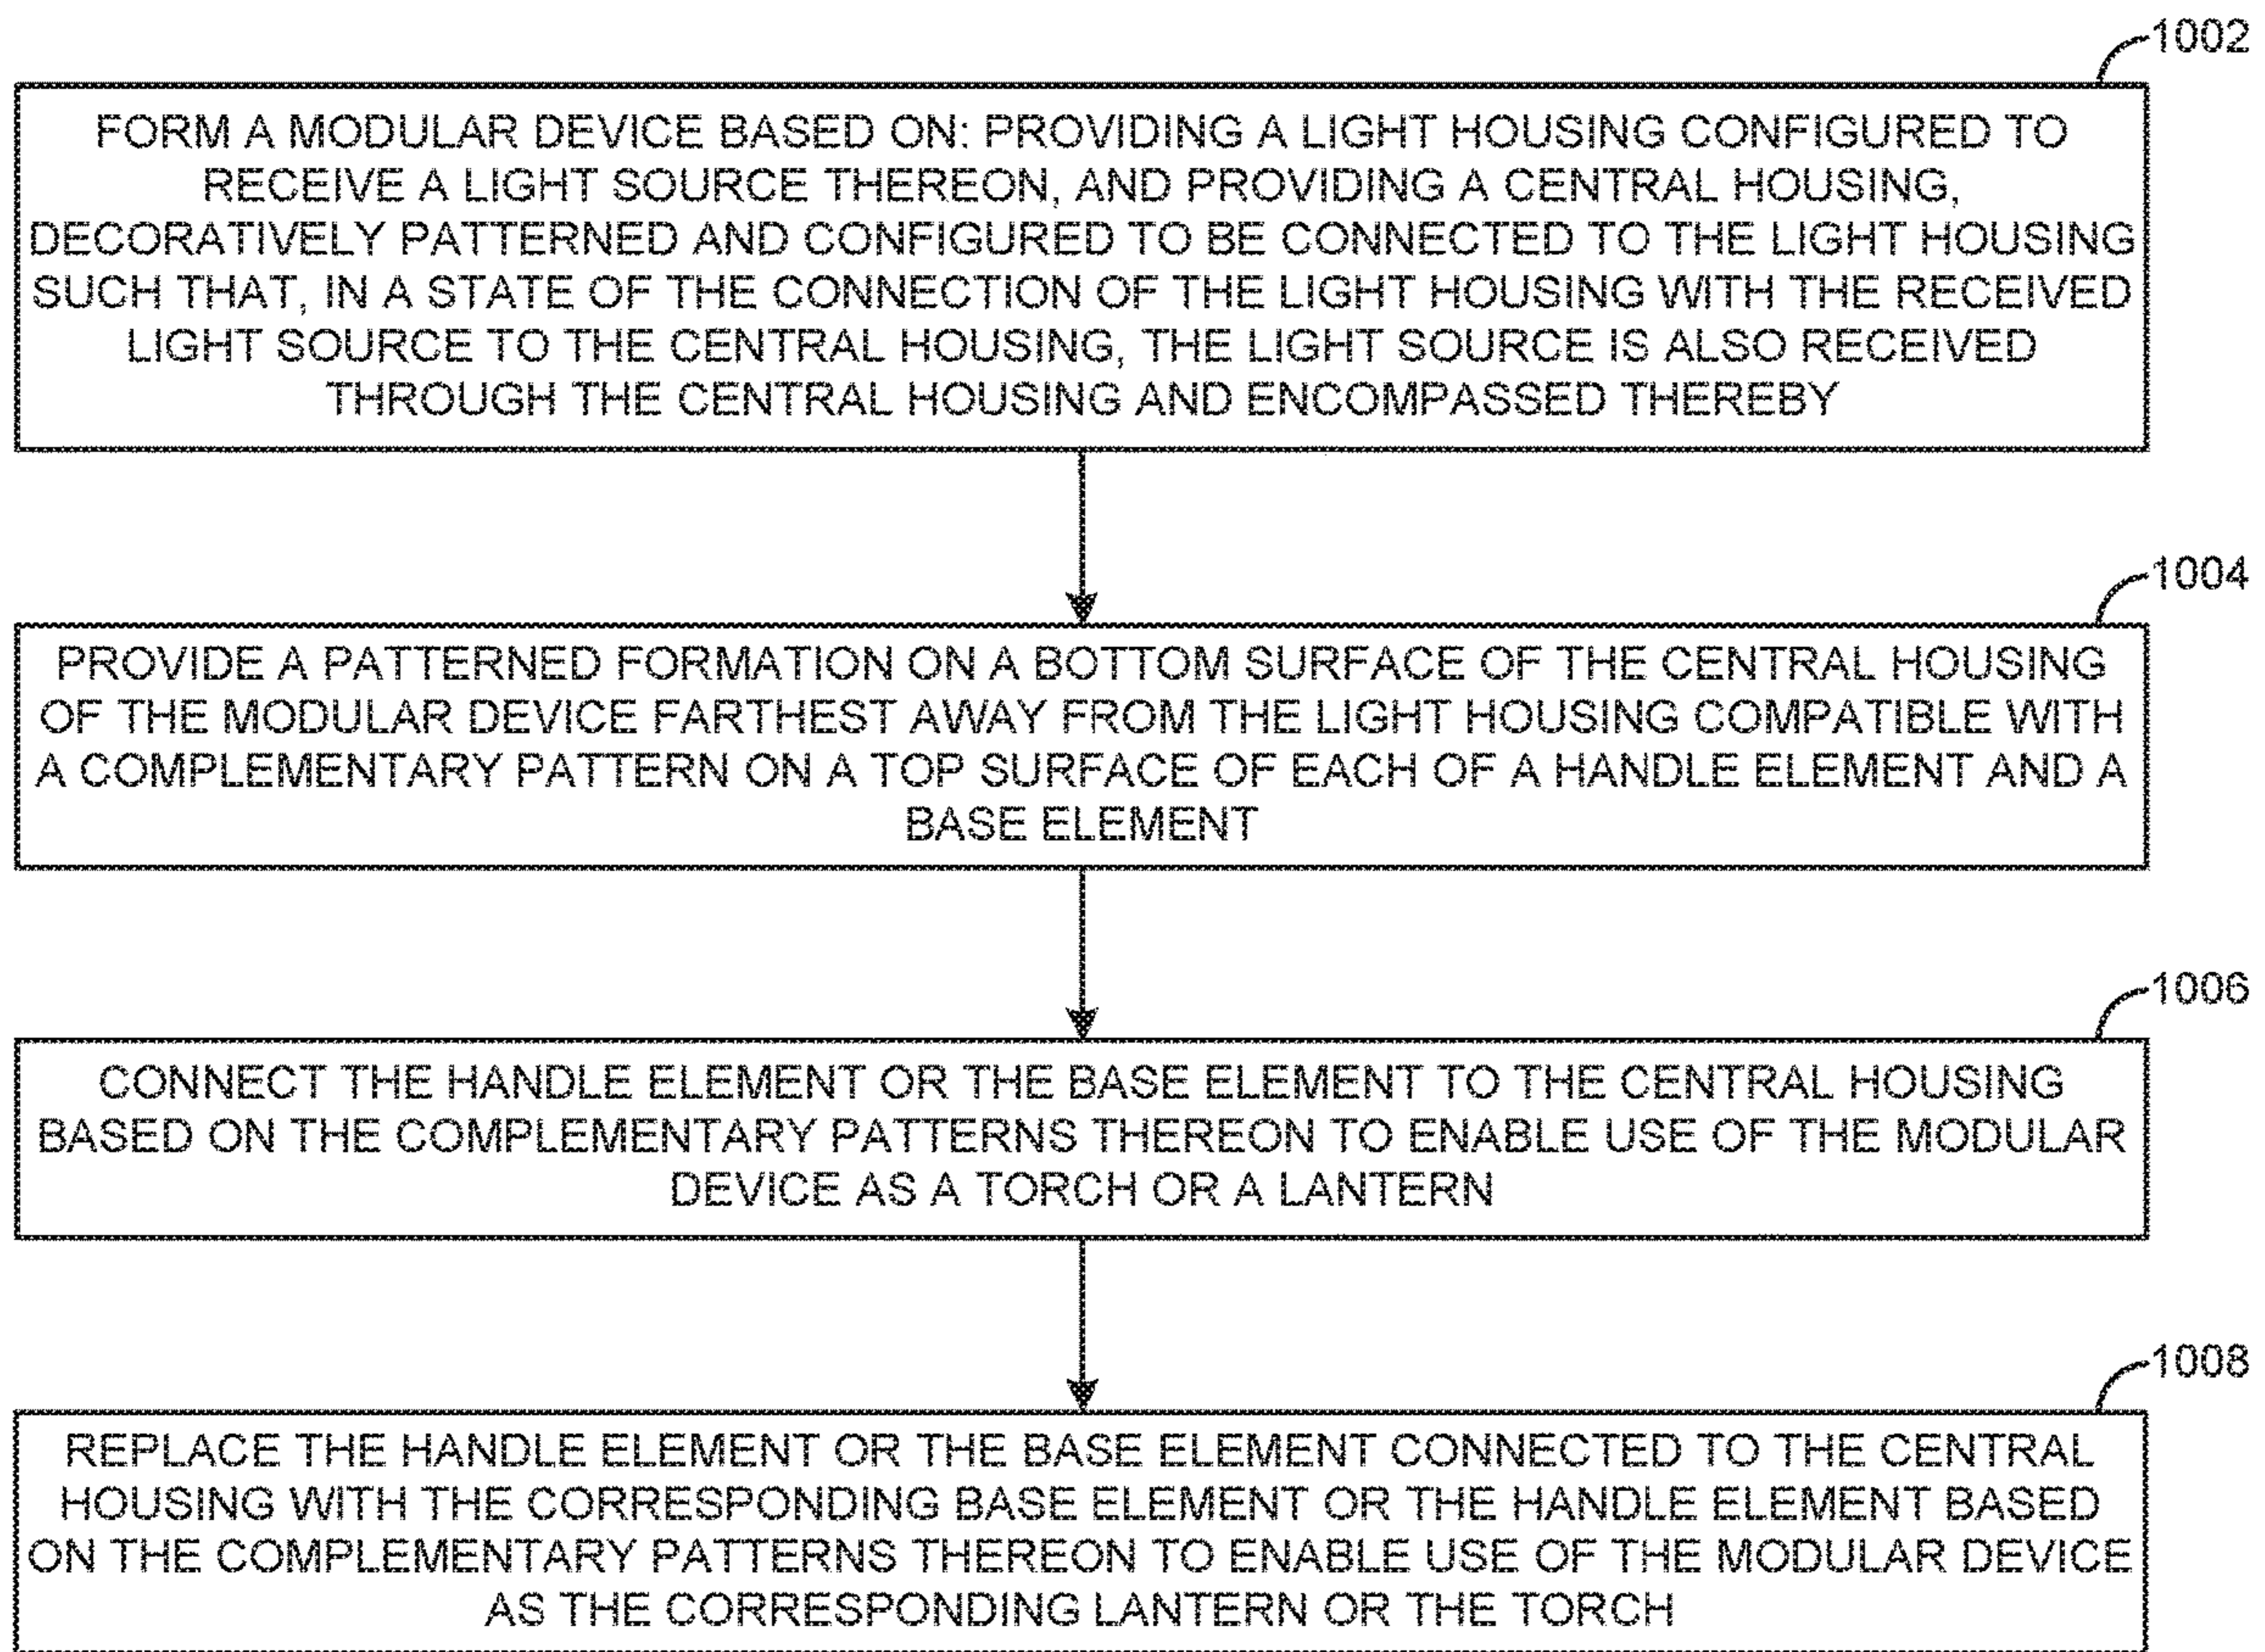 1002
FORM A MODULAR DEVICE BASED ON: PROVIDING A LIGHT HOUSING CONFIGURED TO
RECEIVE A LIGHT SOURCE THEREON, AND PROVIDING A CENTRAL HOUSING,
DECORATIVELY PATTERNED AND CONFIGURED TO BE CONNECTED TO THE LIGHT HOUSING
SUCH THAT, IN A STATE OF THE CONNECTION OF THE LIGHT HOUSING WITH THE RECEIVED
LIGHT SOURCE TO THE CENTRAL HOUSING, THE LIGHT SOURCE IS ALSO RECEIVED
THROUGH THE CENTRAL HOUSING AND ENCOMPASSED THEREBY
1004
PROVIDE A PATTERNED FORMATION ON A BOTTOM SURFACE OF THE CENTRAL HOUSING
OF THE MODULAR DEVICE FARTHEST AWAY FROM THE LIGHT HOUSING COMPATIBLE WITH
A COMPLEMENTARY PATTERN ON A TOP SURFACE OF EACH OF A HANDLE ELEMENT AND A
BASE ELEMENT
1006
CONNECT THE HANDLE ELEMENT OR THE BASE ELEMENT TO THE CENTRAL HOUSING
BASED ON THE COMPLEMENTARY PATTERNS THEREON TO ENABLE USE OF THE MODULAR
DEVICE AS A TORCH OR A LANTERN
1008
REPLACE THE HANDLE ELEMENT OR THE BASE ELEMENT CONNECTED TO THE CENTRAL
HOUSING WITH THE CORRESPONDING BASE ELEMENT OR THE HANDLE ELEMENT BASED
ON THE COMPLEMENTARY PATTERNS THEREON TO ENABLE USE OF THE MODULAR DEVICE
AS THE CORRESPONDING LANTERN OR THE TORCH